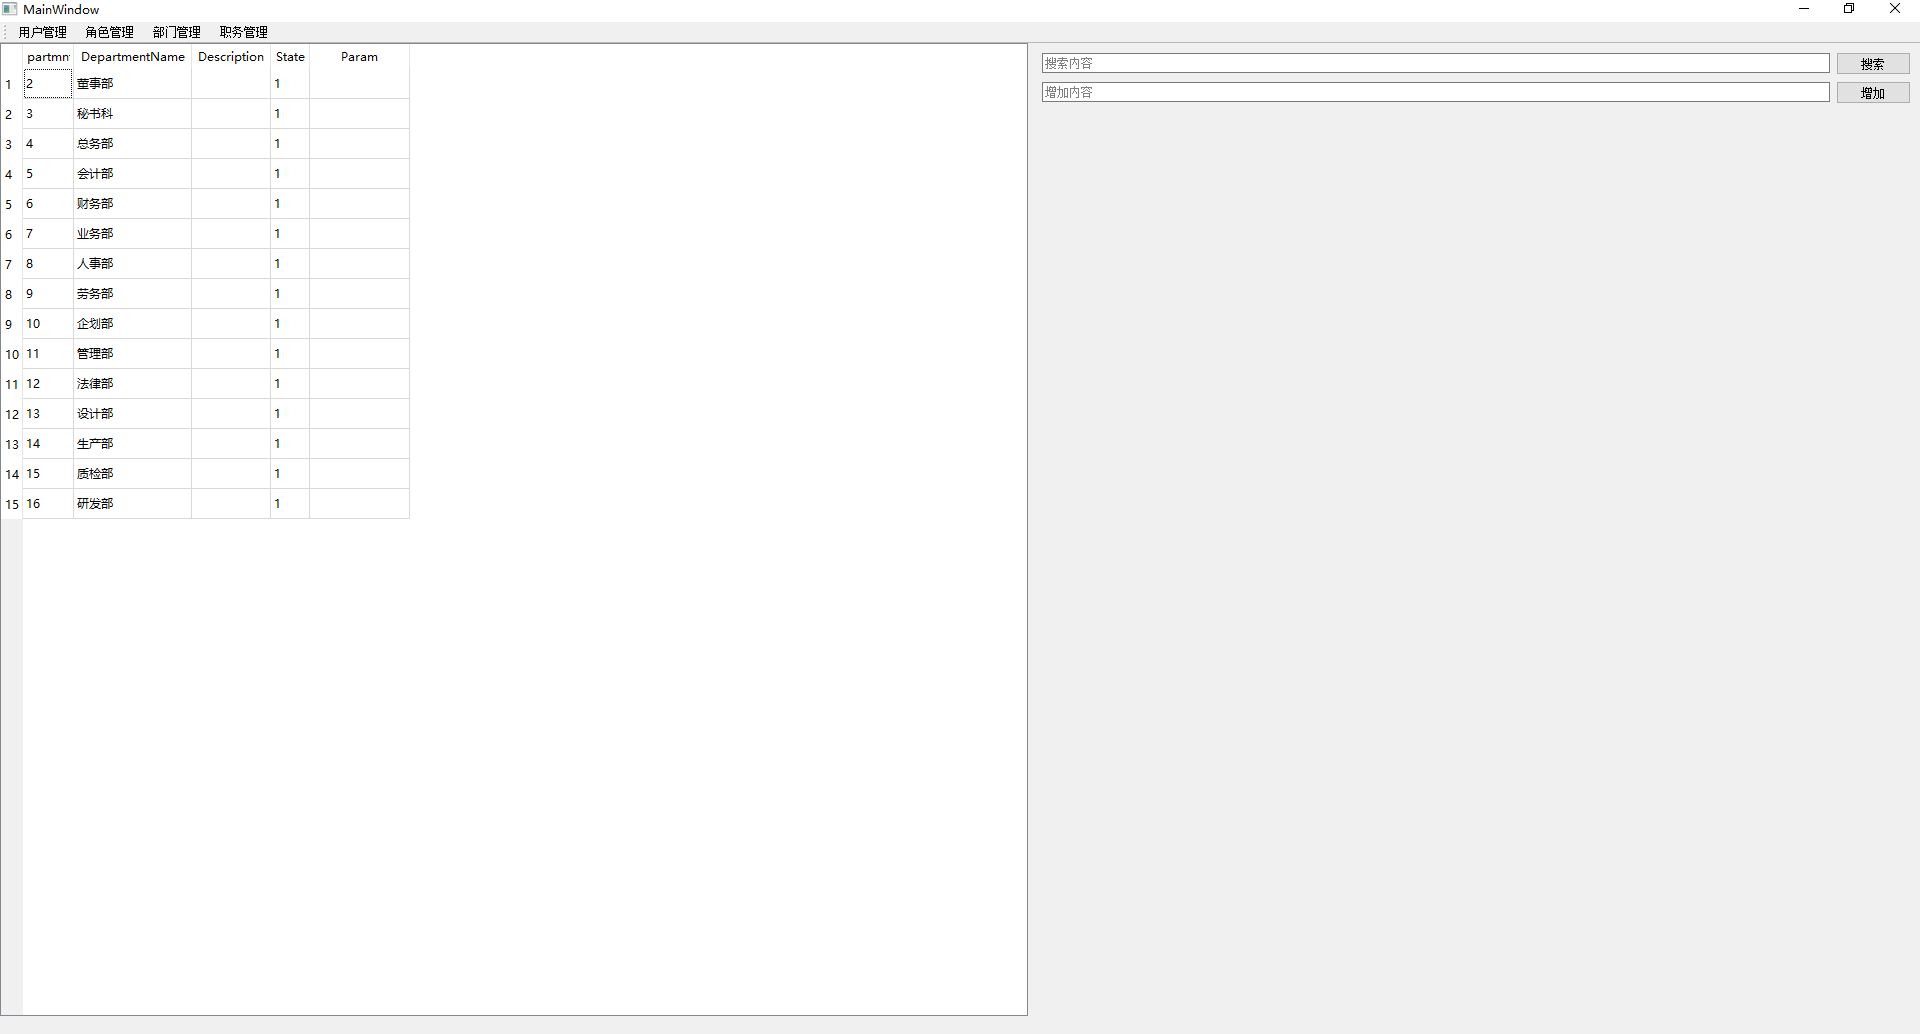 MainWindow
用户管理 角色管理 部门管理 职务管理
partmn DepartmentName Description State Param
1 2 董事部 1
2 3 秘书科 1
3 4 总务部 1
4 5 会计部 1
5 6 财务部 1
6 7 业务部 1
7 8 人事部 1
8 9 劳务部 1
9 10 企划部 1
10 11 管理部 1
11 12 法律部 1
12 13 设计部 1
13 14 生产部 1
14 15 质检部 1
15 16 研发部 1
搜索内容 搜索
增加内容 增加